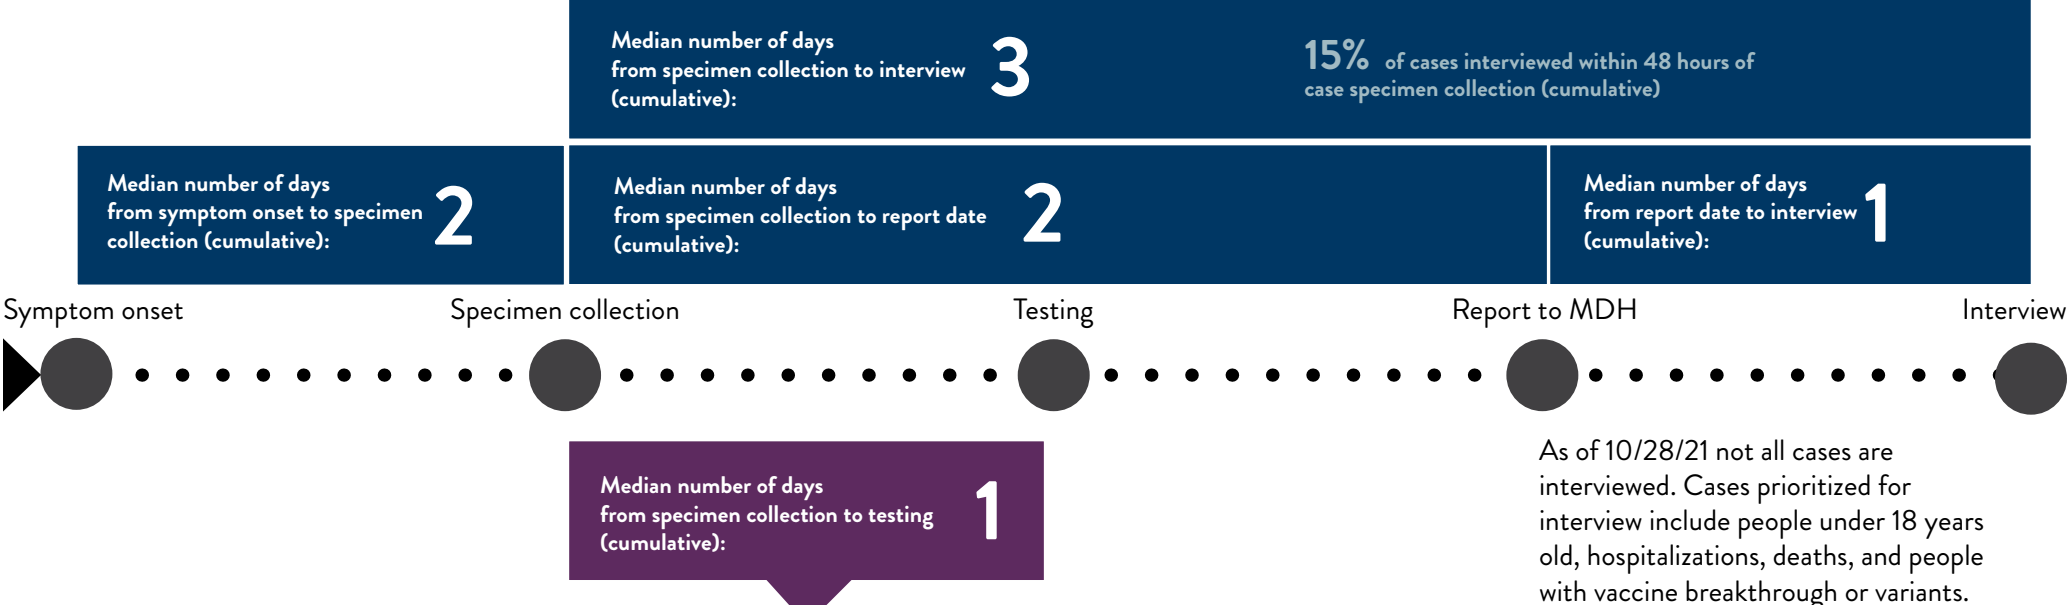 Median number of days
from specimen collection to interview
(cumulative):
3
15% of cases interviewed within 48 hours of
case specimen collection (cumulative)
Median number of days
from symptom onset to specimen
collection (cumulative):
2
Median number of days
from specimen collection to report date
(cumulative):
2
Median number of days
from report date to interview
(cumulative):
1
Symptom onset
Specimen collection
Testing
Report to MDH
Interview
Median number of days
from specimen collection to testing
(cumulative):
1
As of 10/28/21 not all cases are
interviewed. Cases prioritized for
interview include people under 18 years
old, hospitalizations, deaths, and people
with vaccine breakthrough or variants.